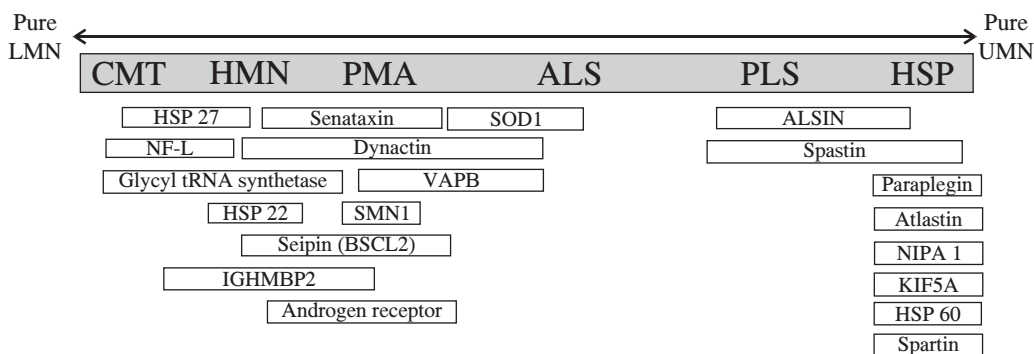 Pure LMN
Pure UMN
CMT HMN PMA ALS PLS HSP
HSP 27 Senataxin SOD1 ALSIN
NF-L Dynactin Spastin
Glycyl tRNA synthetase VAPB Paraplegin
HSP 22 SMN1 Atlastin
Seipin (BSCL2) NIPA 1
IGHMBP2 KIF5A
Androgen receptor HSP 60
Spartin